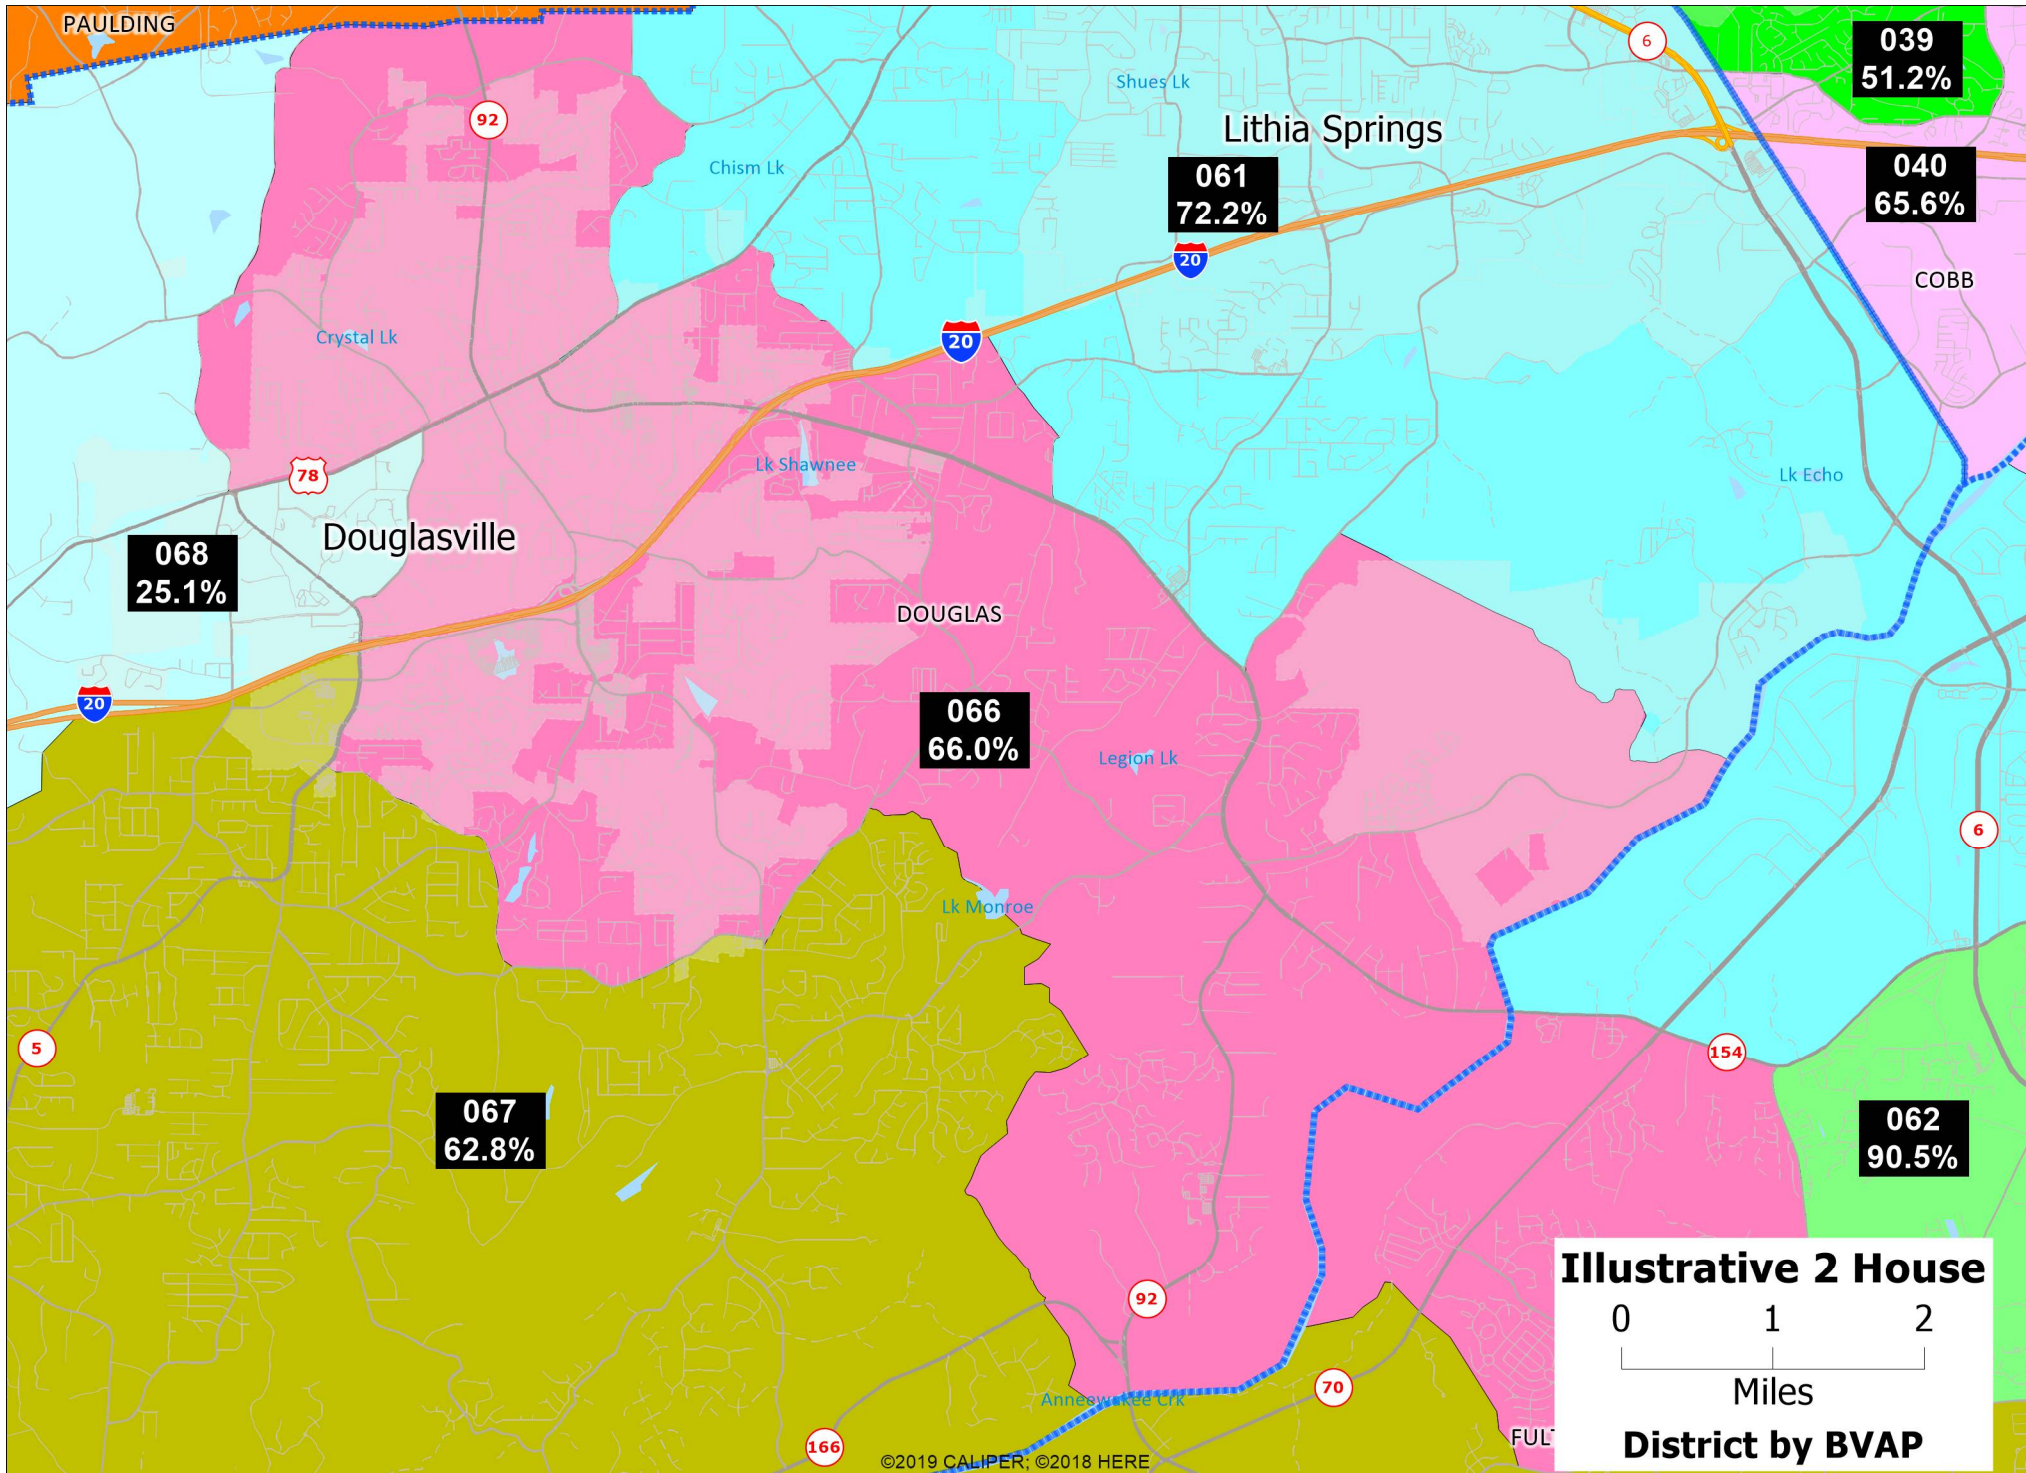 PAULDING
6
039
51.2%
Shues Lk
92
Lithia Springs
Chism Lk
061
72.2%
040
65.6%
20
COBB
Crystal Lk
20
Lk Shawnee
78
Lk Echo
Douglasville
068
25.1%
DOUGLAS
20
066
66.0%
Legion Lk
6
Lk Monroe
5
154
067
62.8%
062
90.5%
92
70
Anneewakee Crk
166
FULT
©2019 CALIPER; ©2018 HERE
Illustrative 2 House
0 1 2
Miles
District by BVAP